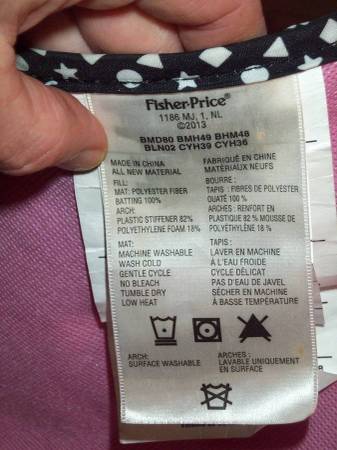 Fisher-Price®
1186 MJ, 1, NL
©2013
BMD80 BMH49 BHM48
BLN02 CYH39 CYH36
MADE IN CHINA
ALL NEW MATERIAL
FILL:
MAT: POLYESTER FIBER
BATTING 100%
ARCH:
PLASTIC STIFFENER 82%
POLYETHYLENE FOAM 18%
MAT:
MACHINE WASHABLE
WASH COLD
GENTLE CYCLE
NO BLEACH
TUMBLE DRY
LOW HEAT
FABRIQUÉ EN CHINE
MATÉRIAUX NEUFS
BOURRE :
TAPIS : FIBRES DE POLYESTER
OUATÉ 100 %
ARCHES : RENFORT EN
PLASTIQUE 82 % MOUSSE DE
POLYÉTHYLÈNE 18 %
TAPIS :
LAVER EN MACHINE
À L'EAU FROIDE
CYCLE DÉLICAT
PAS D'EAU DE JAVEL
SÉCHER EN MACHINE
À BASSE TEMPÉRATURE
ARCH:
SURFACE WASHABLE
ARCHES :
LAVABLE UNIQUEMENT
EN SURFACE